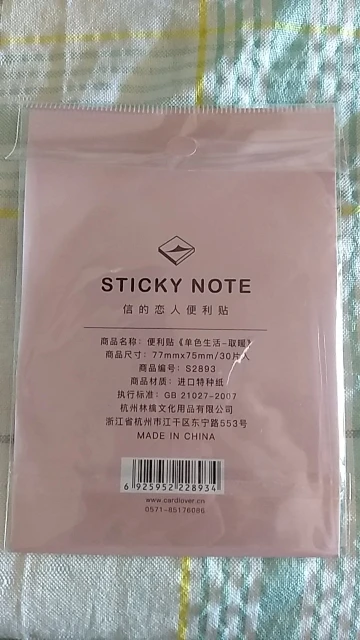 STICKY NOTE
信的恋人便利贴
商品名称：便利贴《单色生活-取暖》
商品尺寸：77mmx75mm/30片入
商品编号：S2893
商品材质：进口特种纸
执行标准：GB 21027-2007
杭州林橡文化用品有限公司
浙江省杭州市江干区东宁路553号
MADE IN CHINA
6 925952 228934
www.cardlover.cn
0571-85176086